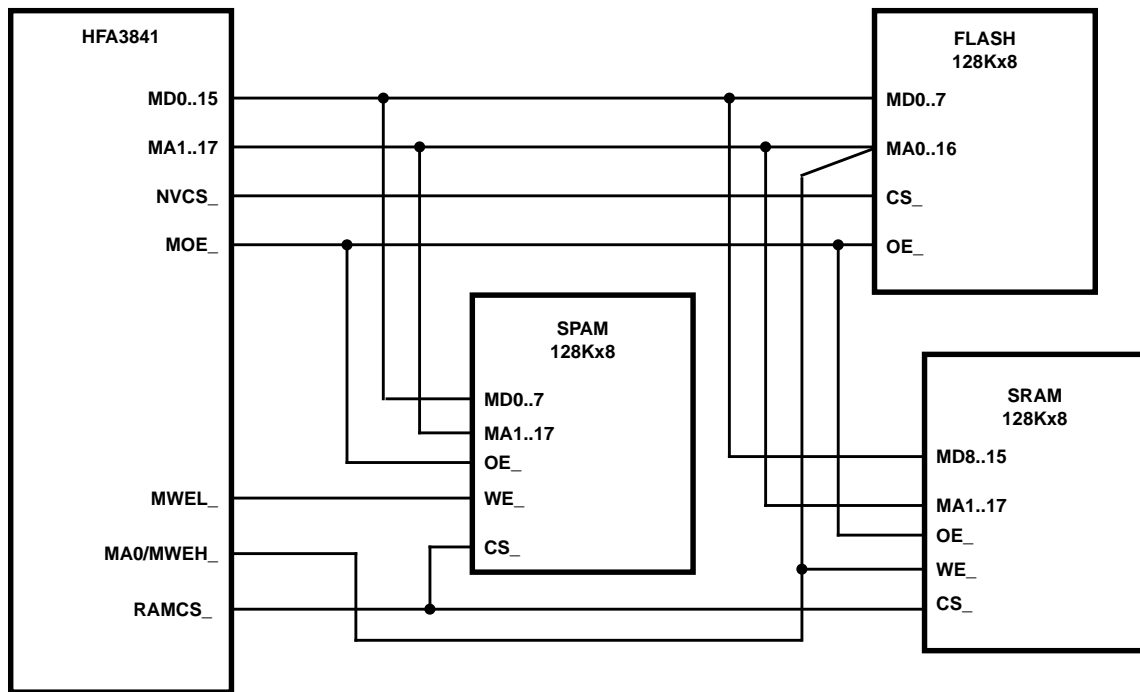 HFA3841
MD0..15
MA1..17
NVCS_
MOE_
MWEL_
MA0/MWEH_
RAMCS_
SPAM
128Kx8
MD0..7
MA1..17
OE_
WE_
CS_
FLASH
128Kx8
MD0..7
MA0..16
CS_
OE_
SRAM
128Kx8
MD8..15
MA1..17
OE_
WE_
CS_